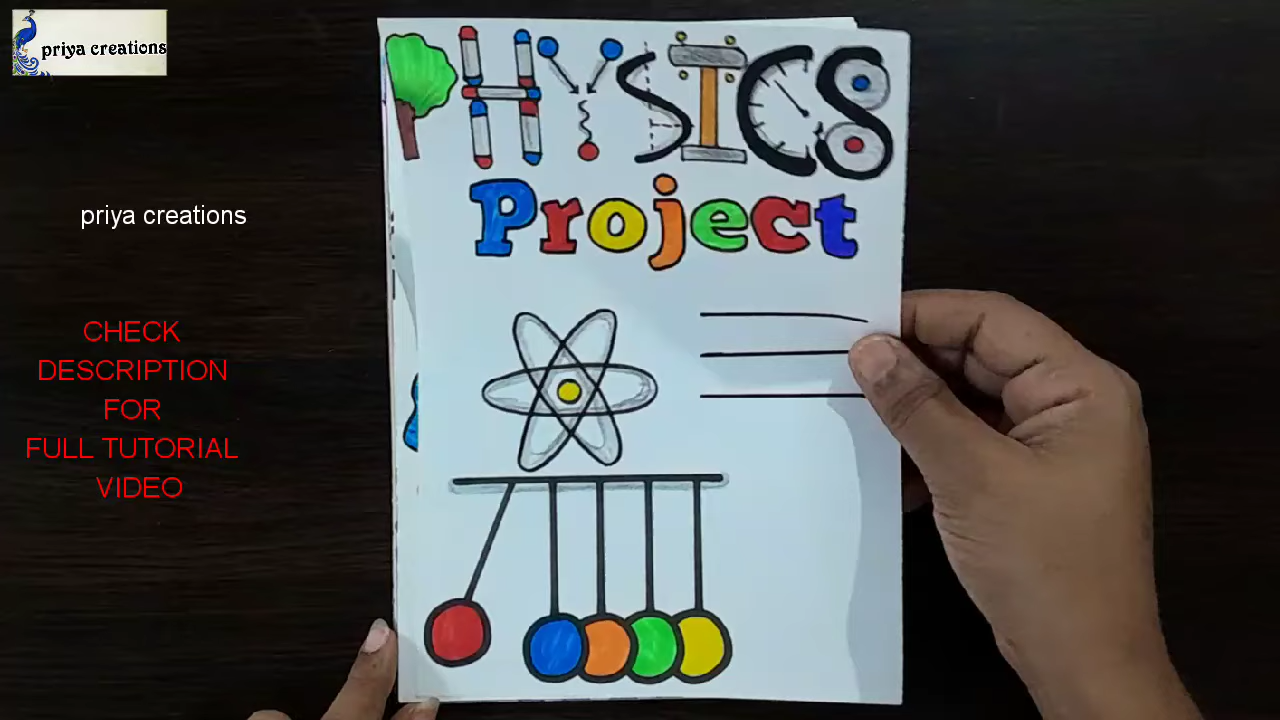 priya creations
PHYSICS
Project
priya creations
CHECK
DESCRIPTION
FOR
FULL TUTORIAL
VIDEO